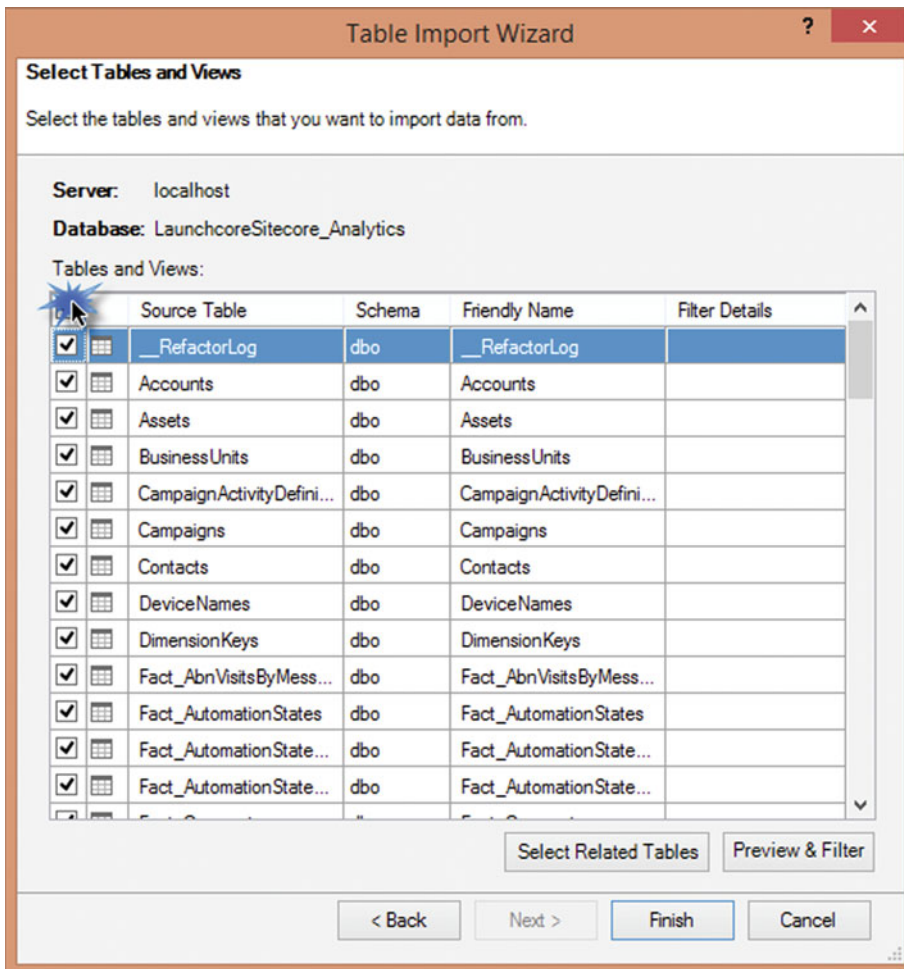 Table Import Wizard
?
Select Tables and Views
Select the tables and views that you want to import data from.
Server: localhost
Database: LaunchcoreSitecore_Analytics
Tables and Views:
Source Table Schema Friendly Name Filter Details
__RefactorLog dbo __RefactorLog
Accounts dbo Accounts
Assets dbo Assets
BusinessUnits dbo BusinessUnits
CampaignActivityDefini... dbo CampaignActivityDefini...
Campaigns dbo Campaigns
Contacts dbo Contacts
DeviceNames dbo DeviceNames
DimensionKeys dbo DimensionKeys
Fact_AbnVisitsByMess... dbo Fact_AbnVisitsByMess...
Fact_AutomationStates dbo Fact_AutomationStates
Fact_AutomationState... dbo Fact_AutomationState...
Fact_AutomationState... dbo Fact_AutomationState...
Select Related Tables Preview & Filter
< Back Next > Finish Cancel